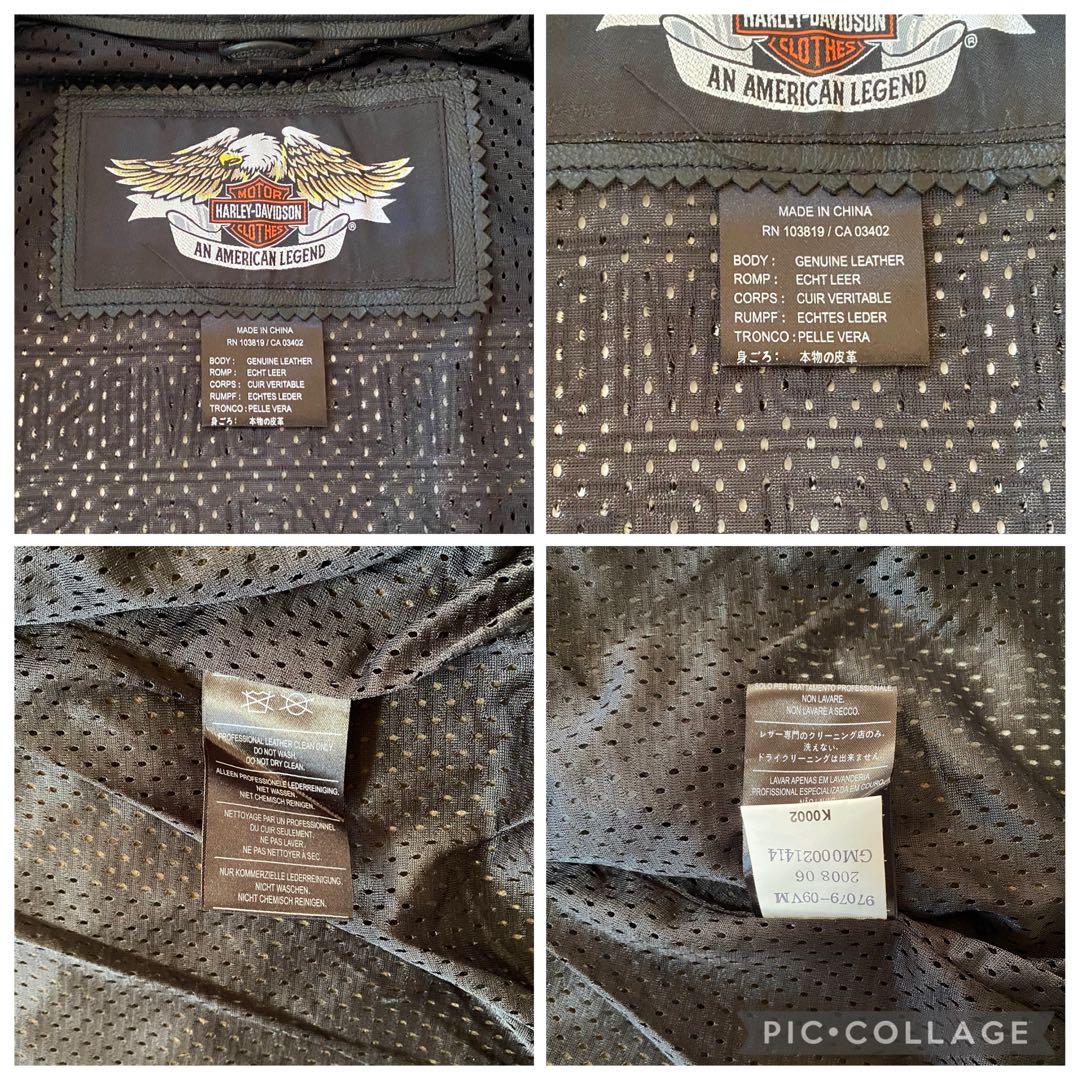 MOTOR
HARLEY-DAVIDSON
CLOTHES
®
AN AMERICAN LEGEND
MADE IN CHINA
RN 103819 / CA 03402
BODY : GENUINE LEATHER
ROMP : ECHT LEER
CORPS : CUIR VERITABLE
RUMPF : ECHTES LEDER
TRONCO : PELLE VERA
身ごろ : 本物の皮革
HARLEY-DAVIDSON
CLOTHES
®
AN AMERICAN LEGEND
MADE IN CHINA
RN 103819 / CA 03402
BODY : GENUINE LEATHER
ROMP : ECHT LEER
CORPS : CUIR VERITABLE
RUMPF : ECHTES LEDER
TRONCO : PELLE VERA
身ごろ : 本物の皮革
PROFESSIONAL LEATHER CLEAN ONLY.
DO NOT WASH.
DO NOT DRY CLEAN.
ALLEEN PROFESSIONELE LEDERREINIGING.
NIET WASSEN.
NIET CHEMISCH REINIGEN.
NETTOYAGE PAR UN PROFESSIONNEL
DU CUIR SEULEMENT.
NE PAS LAVER.
NE PAS NETTOYER À SEC.
NUR KOMMERZIELLE LEDERREINIGUNG.
NICHT WASCHEN.
NICHT CHEMISCH REINIGEN.
SOLO PER TRATTAMENTO PROFESSIONALE.
NON LAVARE.
NON LAVARE A SECCO.
レザー専門のクリーニング店のみ.
洗えない.
ドライクリーニングは出来ません.
LAVAR APENAS EM LAVANDERIA
PROFISSIONAL ESPECIALIZADA EM COURO
97079-09VM
2008 06
GM00021414
K0002
PIC•COLLAGE